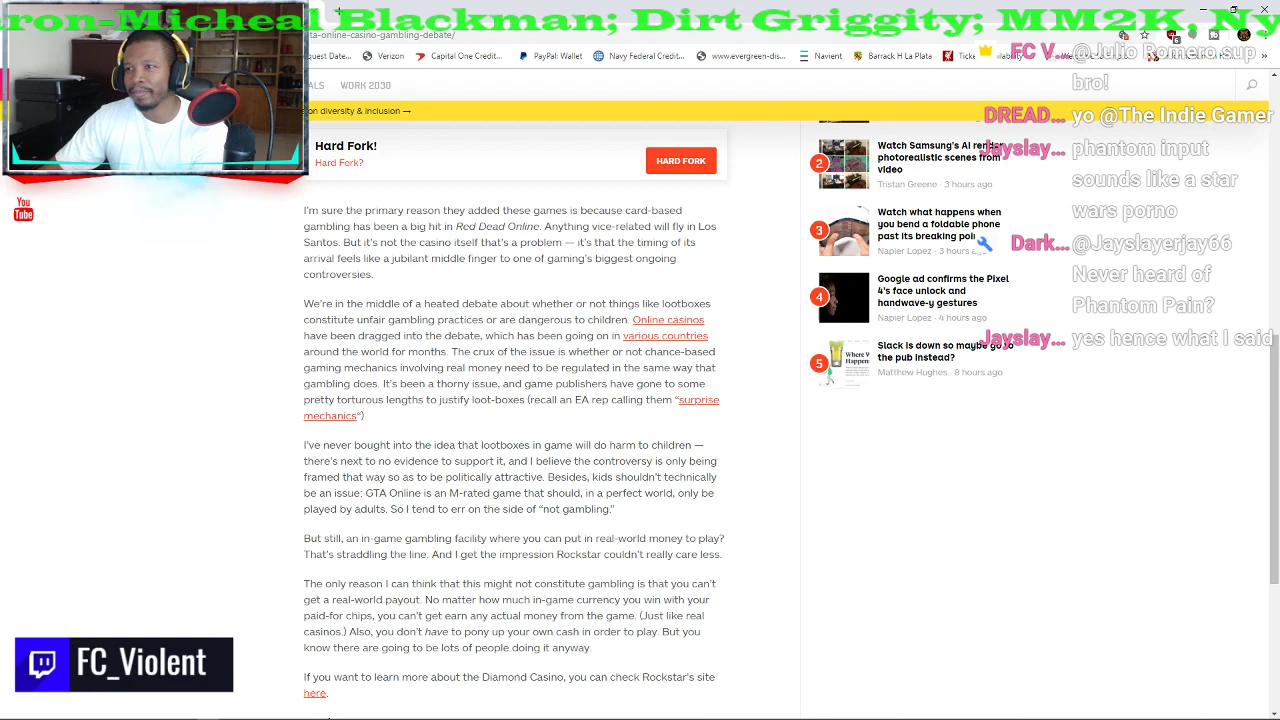 ron-Micheal Blackman; Dirt Griggity; MM2K Ny
ta-online-casino-gambling-debate/
Verizon
Capital One Credit...
PayPal: Wallet
Navy Federal Credit...
www.evergreen-dis...
Navient
Barrack H La Plata
ALS WORK 2030
on diversity & inclusion →
Hard Fork!
Hard Fork?
HARD FORK
I'm sure the primary reason they added these games is because card-based
gambling has been a big hit in Red Dead Online. Anything vice-related will fly in Los
Santos. But it's not the casino itself that's a problem — it's that the timing of its
arrival feels like a jubilant middle finger to one of gaming's biggest ongoing
controversies.
We're in the middle of a heated debate about whether or not things like lootboxes
constitute unfair gambling practices or are dangerous to children. Online casinos
have been dragged into the debate, which has been going on in various countries
around the world for months. The crux of the issue is whether or not chance-based
gaming mechanics involving real money need to be regulated in the same way that
gambling does. It's been a thorny issue, and game publishers have gone to some
pretty torturous lengths to justify loot-boxes (recall an EA rep calling them “surprise
mechanics“)
I've never bought into the idea that lootboxes in game will do harm to children —
there's next to no evidence to support it, and I believe the controversy is only being
framed that way so as to be politically attractive. Besides, kids shouldn't technically
be an issue: GTA Online is an M-rated game that should, in a perfect world, only be
played by adults. So I tend to err on the side of “not gambling.”
But still, an in-game gambling facility where you can put in real-world money to play?
That's straddling the line. And I get the impression Rockstar couldn't really care less.
The only reason I can think that this might not constitute gambling is that you can't
get a real-world payout. No matter how much in-game currency you win with your
paid-for chips, you can't get earn any actual money from the game. (Just like real
casinos.) Also, you don't have to pony up your own cash in order to play. But you
know there are going to be lots of people doing it anyway.
If you want to learn more about the Diamond Casino, you can check Rockstar's site
here.
2
Watch Samsung's AI render
photorealistic scenes from
video
Tristan Greene · 3 hours ago
3
Watch what happens when
you bend a foldable phone
past its breaking poi
Napier Lopez · 3 hours
4
Google ad confirms the Pixel
4's face unlock and
handwave-y gestures
Napier Lopez · 4 hours ago
5
Slack is down so maybe go to
the pub instead?
Matthew Hughes · 8 hours ago
FC V... @Julio Romero sup
bro!
DREAD... yo @The Indie Gamer
Jayslay... phantom input
sounds like a star
wars porno
Dark... @Jayslayerjay66
Never heard of
Phantom Pain?
Jayslay... yes hence what I said
You
Tube
FC_Violent